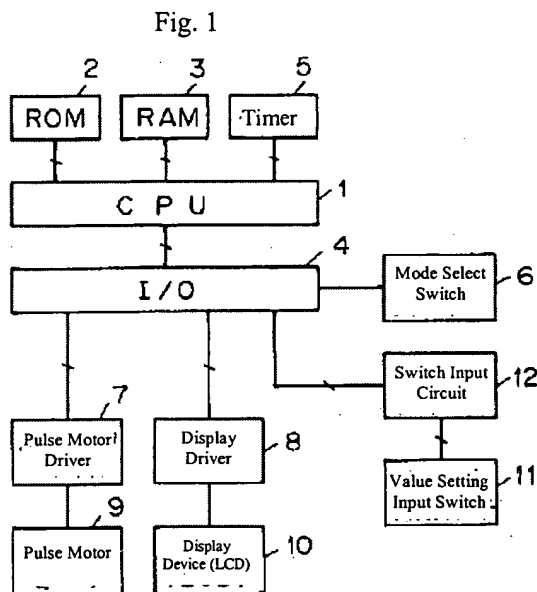 Fig. 1
2
3
5
ROM
RAM
Timer
CPU
1
4
I/O
Mode Select
Switch
6
Switch Input
Circuit
12
7
Pulse Motor
Driver
Display
Driver
8
Value Setting
Input Switch
11
9
Pulse Motor
Display
Device (LCD)
10